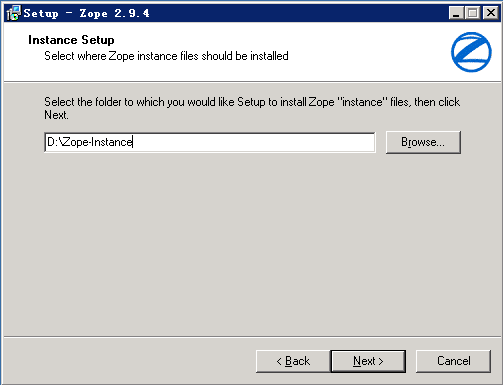 Setup - Zope 2.9.4
Instance Setup
Select where Zope instance files should be installed
Select the folder to which you would like Setup to install Zope "instance" files, then click
Next.
D:\Zope-Instance
Browse...
< Back
Next >
Cancel